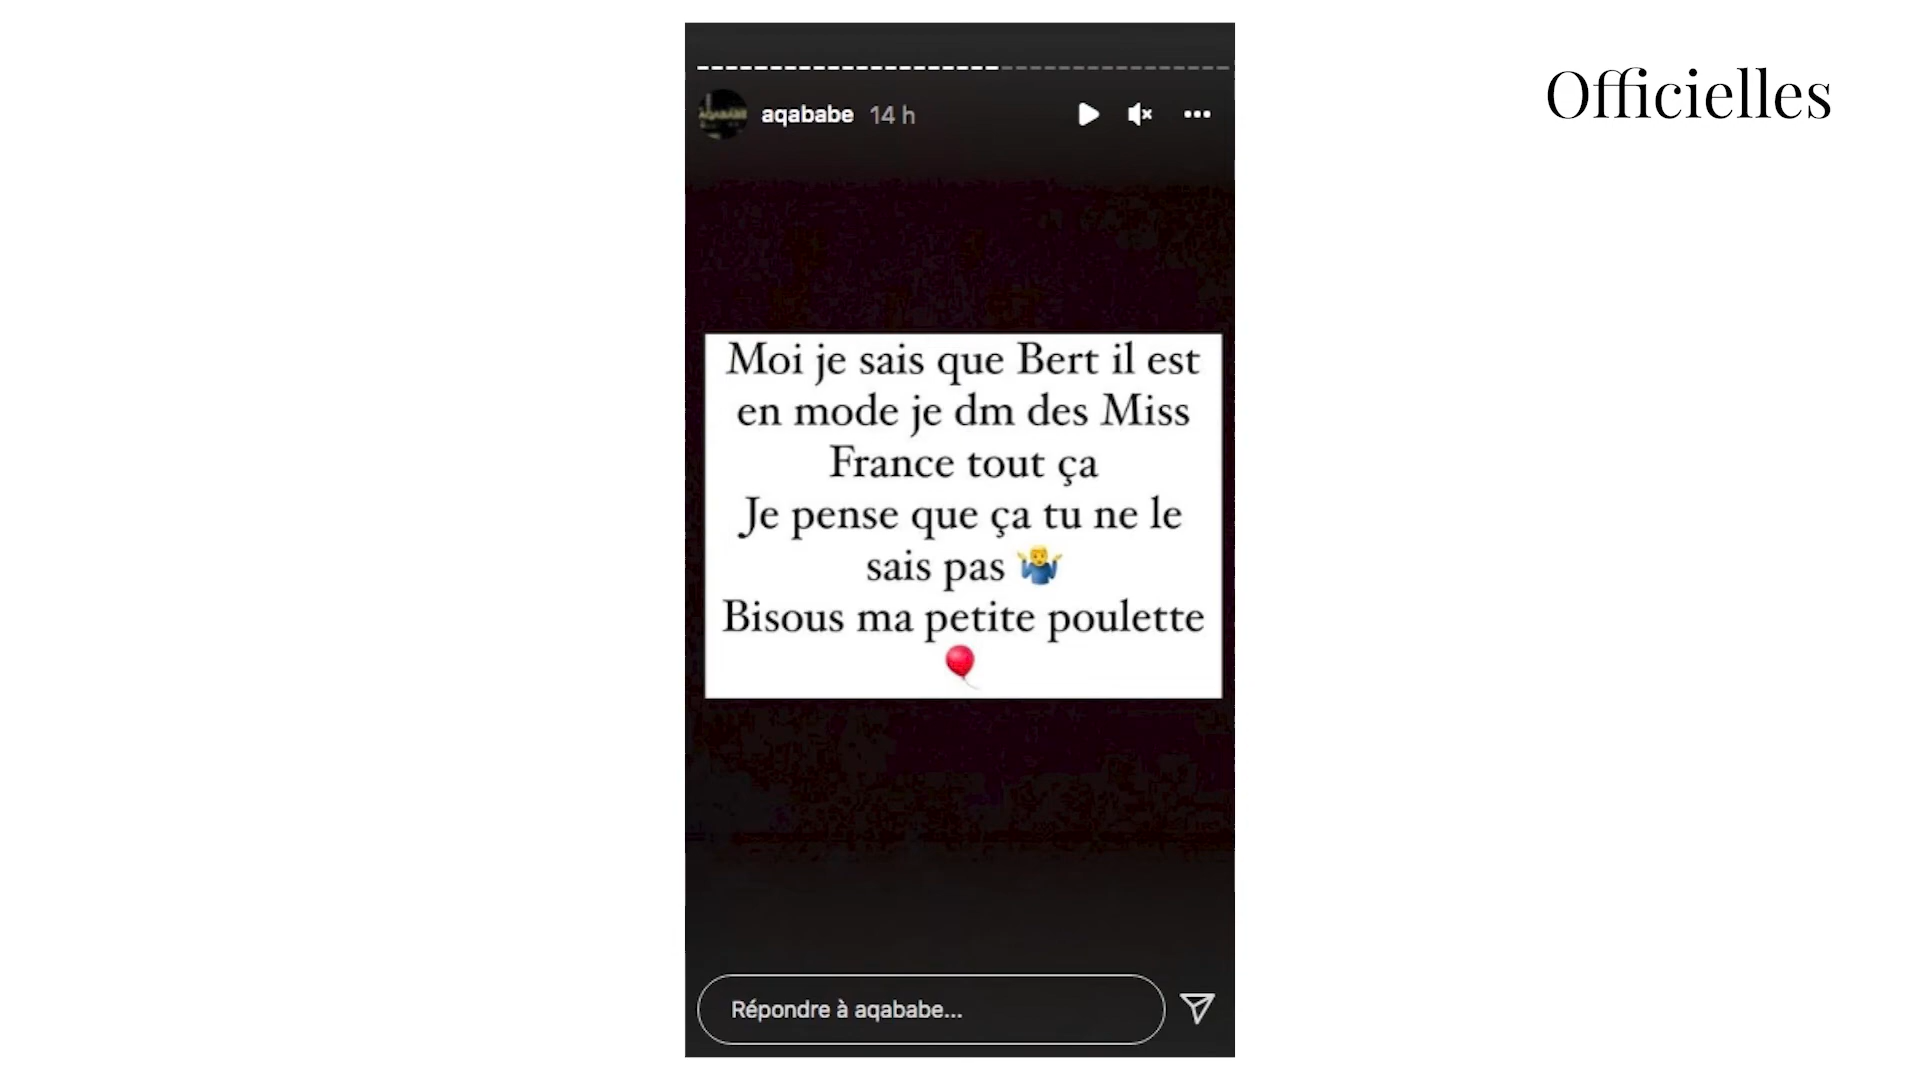 Officielles
aqababe 14 h
Moi je sais que Bert il est
en mode je dm des Miss
France tout ça
Je pense que ça tu ne le
sais pas 🤷‍♂️
Bisous ma petite poulette
🎈
Répondre à aqababe...